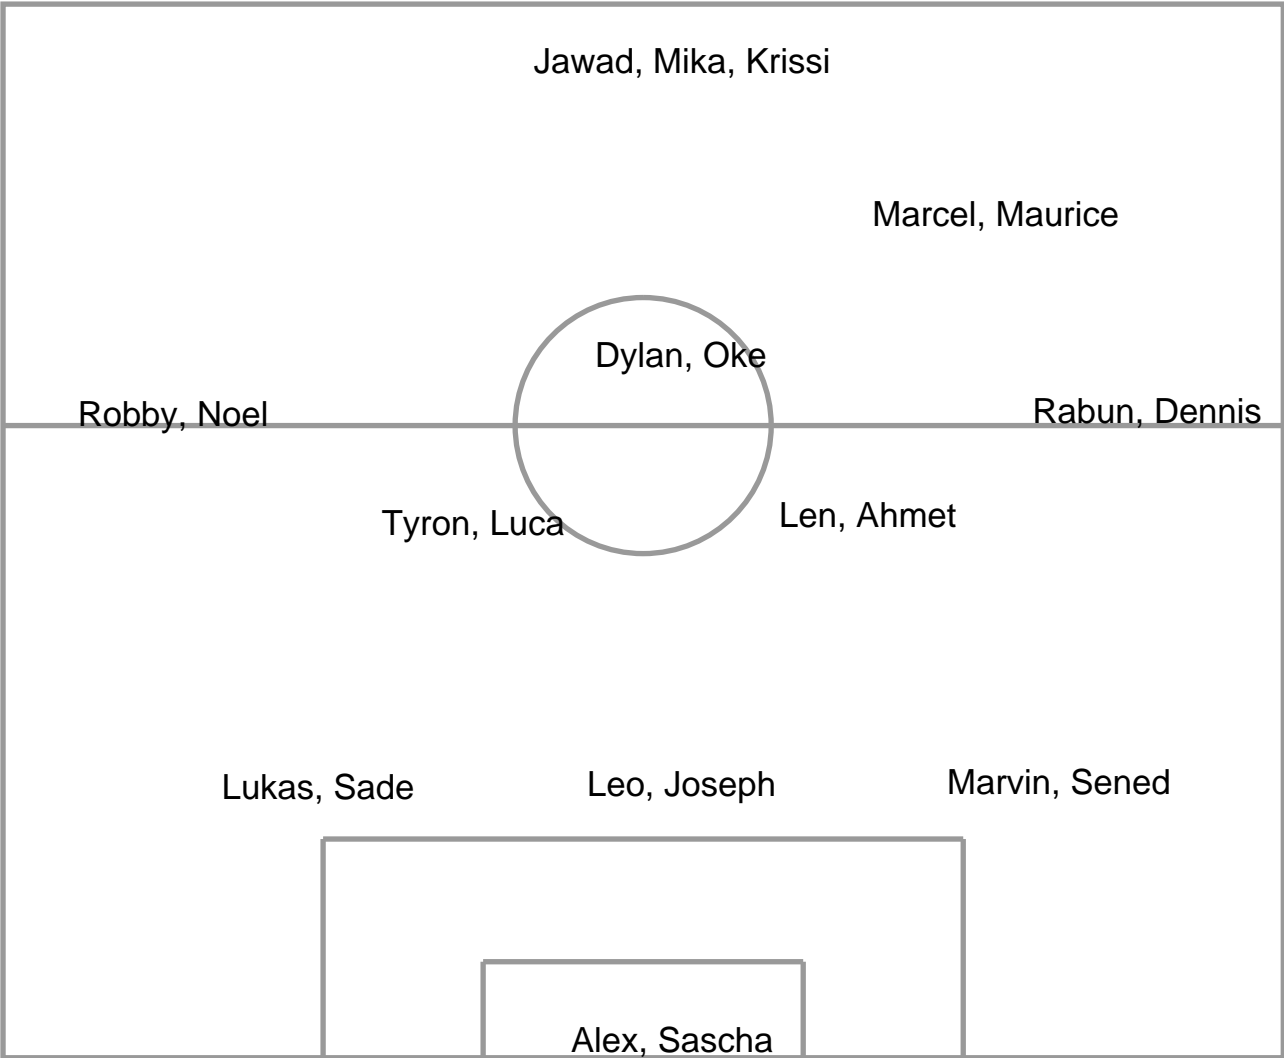 Jawad, Mika, Krissi
Marcel, Maurice
Dylan, Oke
Robby, Noel
Rabun, Dennis
Tyron, Luca
Len, Ahmet
Lukas, Sade
Leo, Joseph
Marvin, Sened
Alex, Sascha